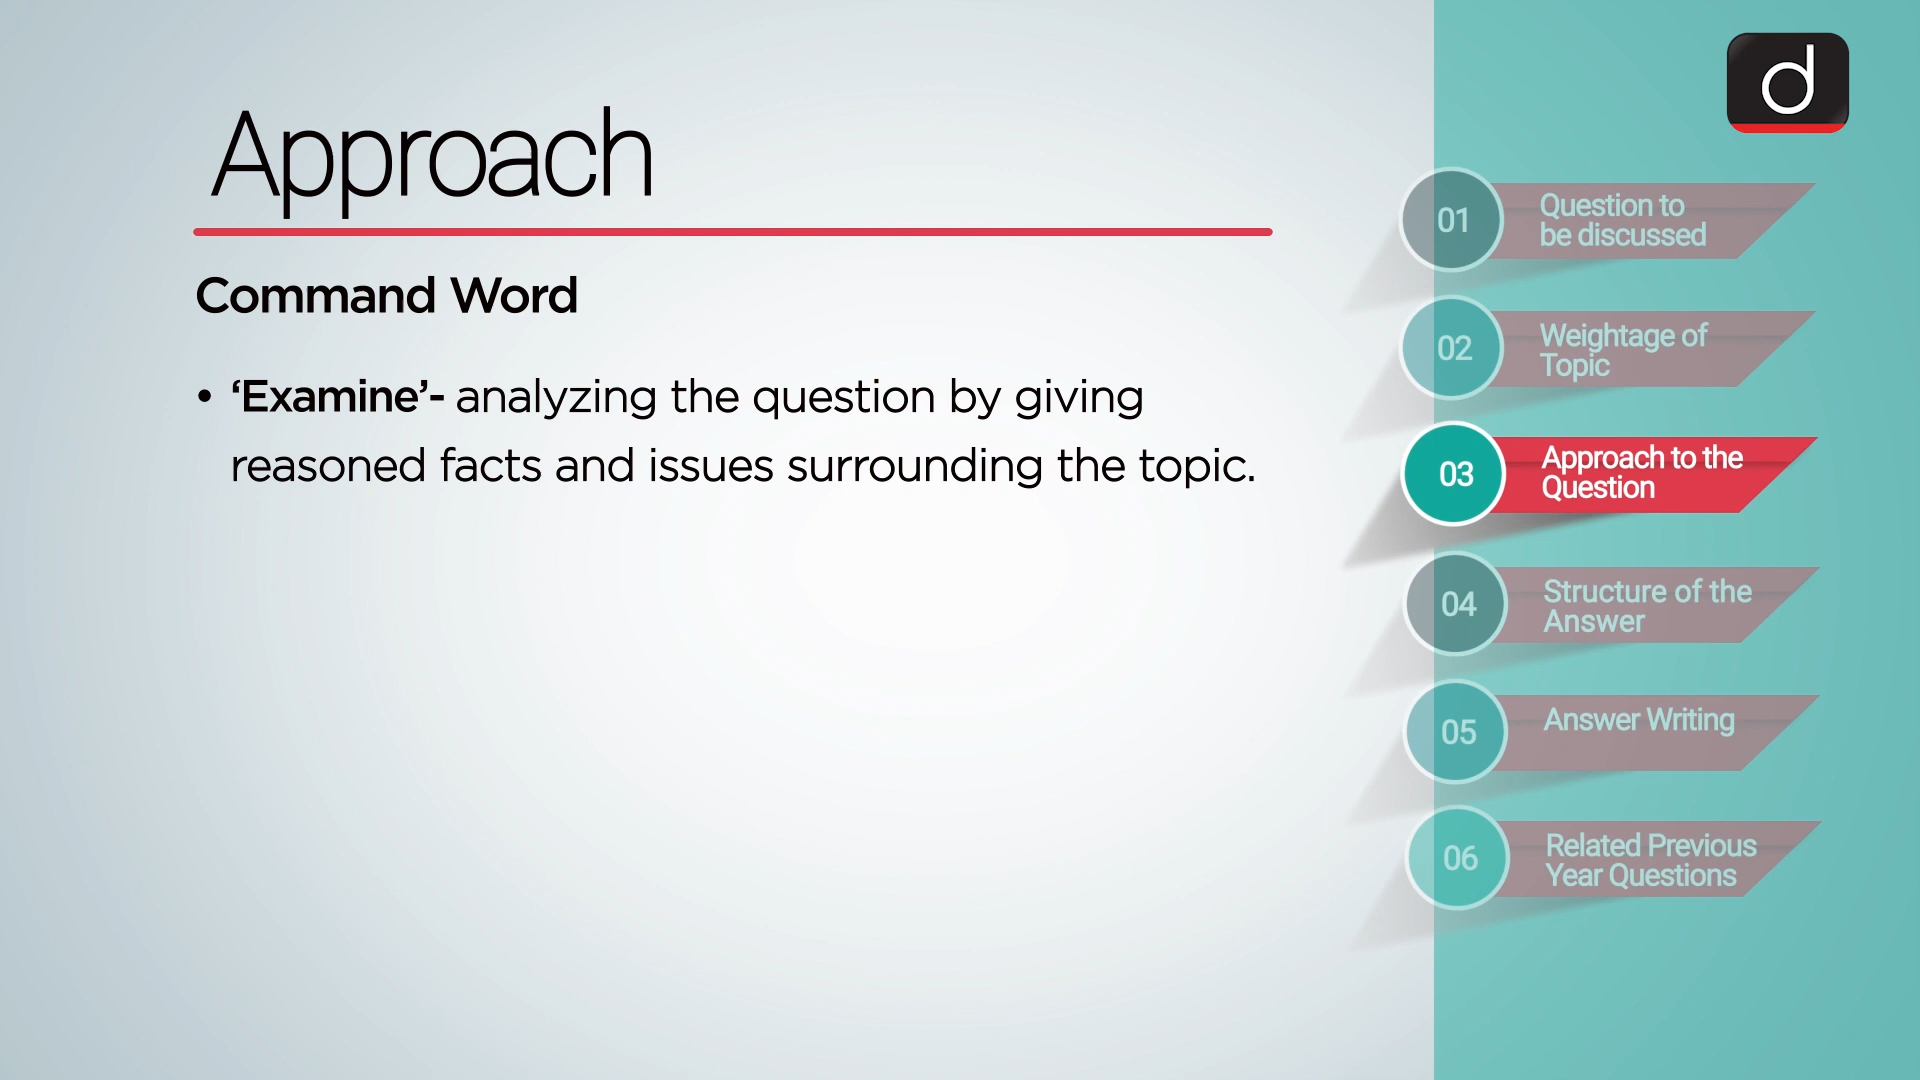 Approach
Command Word
• ‘Examine’- analyzing the question by giving
reasoned facts and issues surrounding the topic.
d
01
Question to
be discussed
02
Weightage of
Topic
03
Approach to the
Question
04
Structure of the
Answer
05
Answer Writing
06
Related Previous
Year Questions